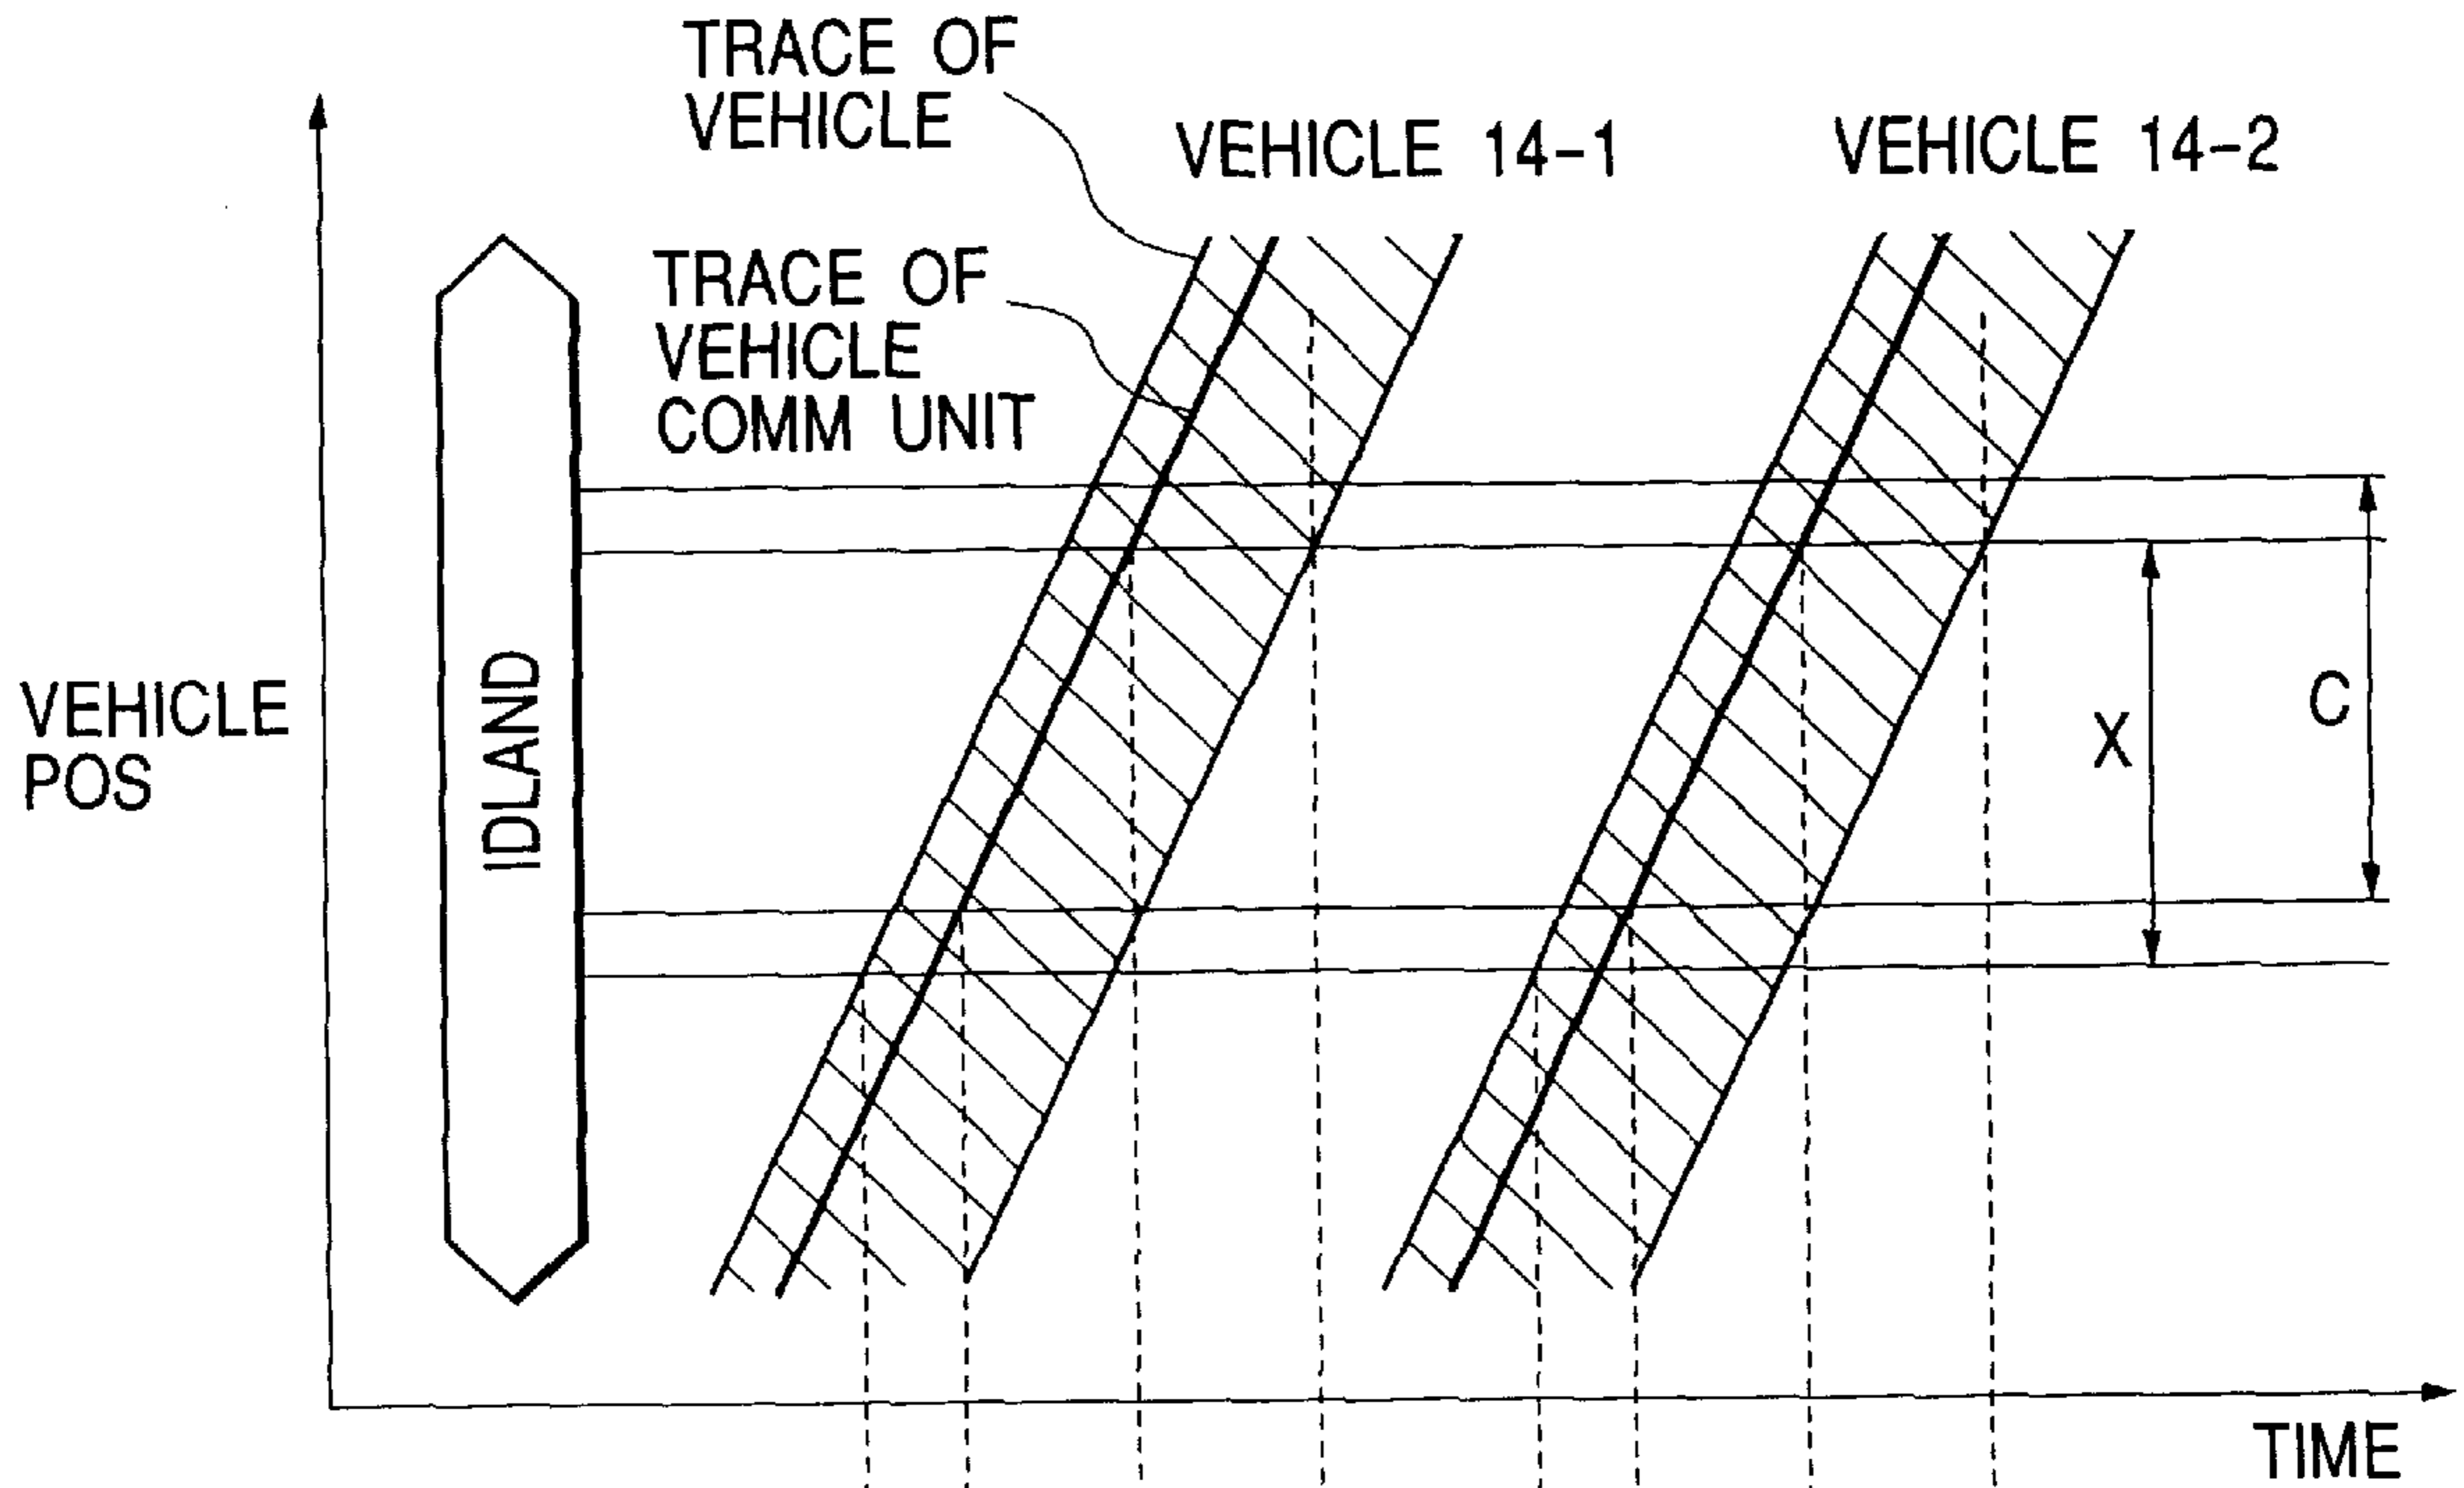 TRACE OF
VEHICLE
VEHICLE 14-1
VEHICLE 14-2
TRACE OF
VEHICLE
COMM UNIT
VEHICLE
POS
IDLAND
X
C
TIME